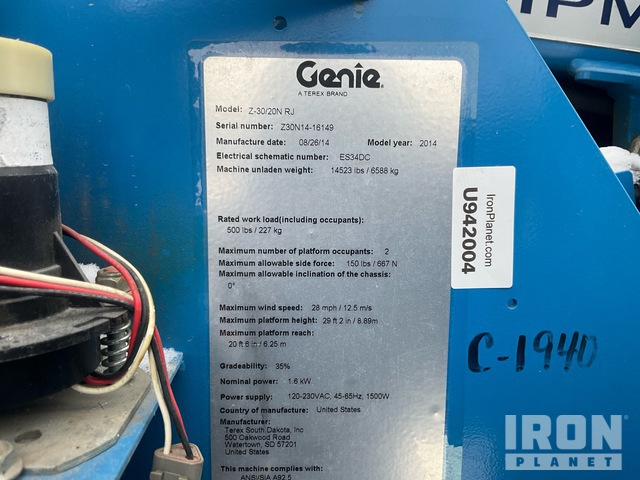 IPM
Genie
A TEREX BRAND
Model: Z-30/20N RJ
Serial number: Z30N14-16149
Manufacture date: 08/26/14 Model year: 2014
Electrical schematic number: ES34DC
Machine unladen weight: 14523 lbs / 6588 kg
Rated work load(including occupants):
500 lbs / 227 kg
Maximum number of platform occupants: 2
Maximum allowable side force: 150 lbs / 667 N
Maximum allowable inclination of the chassis:
0°
Maximum wind speed: 28 mph / 12.5 m/s
Maximum platform height: 29 ft 2 in / 8.89m
Maximum platform reach:
20 ft 6 in / 6.25 m
Gradeability: 35%
Nominal power: 1.6 kW
Power supply: 120-230VAC, 45-65Hz, 1500W
Country of manufacture: United States
Manufacturer:
Terex South Dakota, Inc
500 Oakwood Road
Watertown, SD 57201
United States
This machine complies with:
ANSI/SIA A92.5
IronPlanet.com
U942004
C-1940
IRON
PLANET